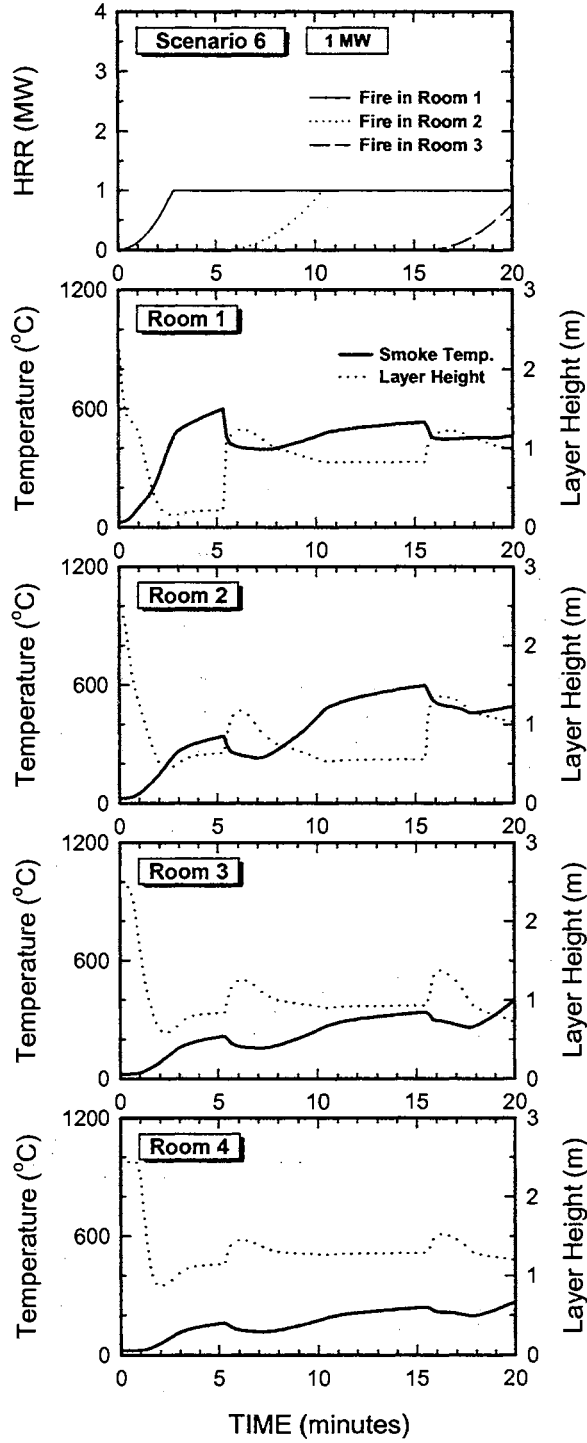 Scenario 6
1 MW
HRR (MW)
4
3
2
1
0
Fire in Room 1
Fire in Room 2
Fire in Room 3
0 5 10 15 20
Room 1
Temperature (°C)
1200
600
0
Smoke Temp.
Layer Height
Layer Height (m)
3
2
1
0
0 5 10 15 20
Room 2
Temperature (°C)
1200
600
0
Layer Height (m)
3
2
1
0
0 5 10 15 20
Room 3
Temperature (°C)
1200
600
0
Layer Height (m)
3
2
1
0
0 5 10 15 20
Room 4
Temperature (°C)
1200
600
0
Layer Height (m)
3
2
1
0
0 5 10 15 20
TIME (minutes)